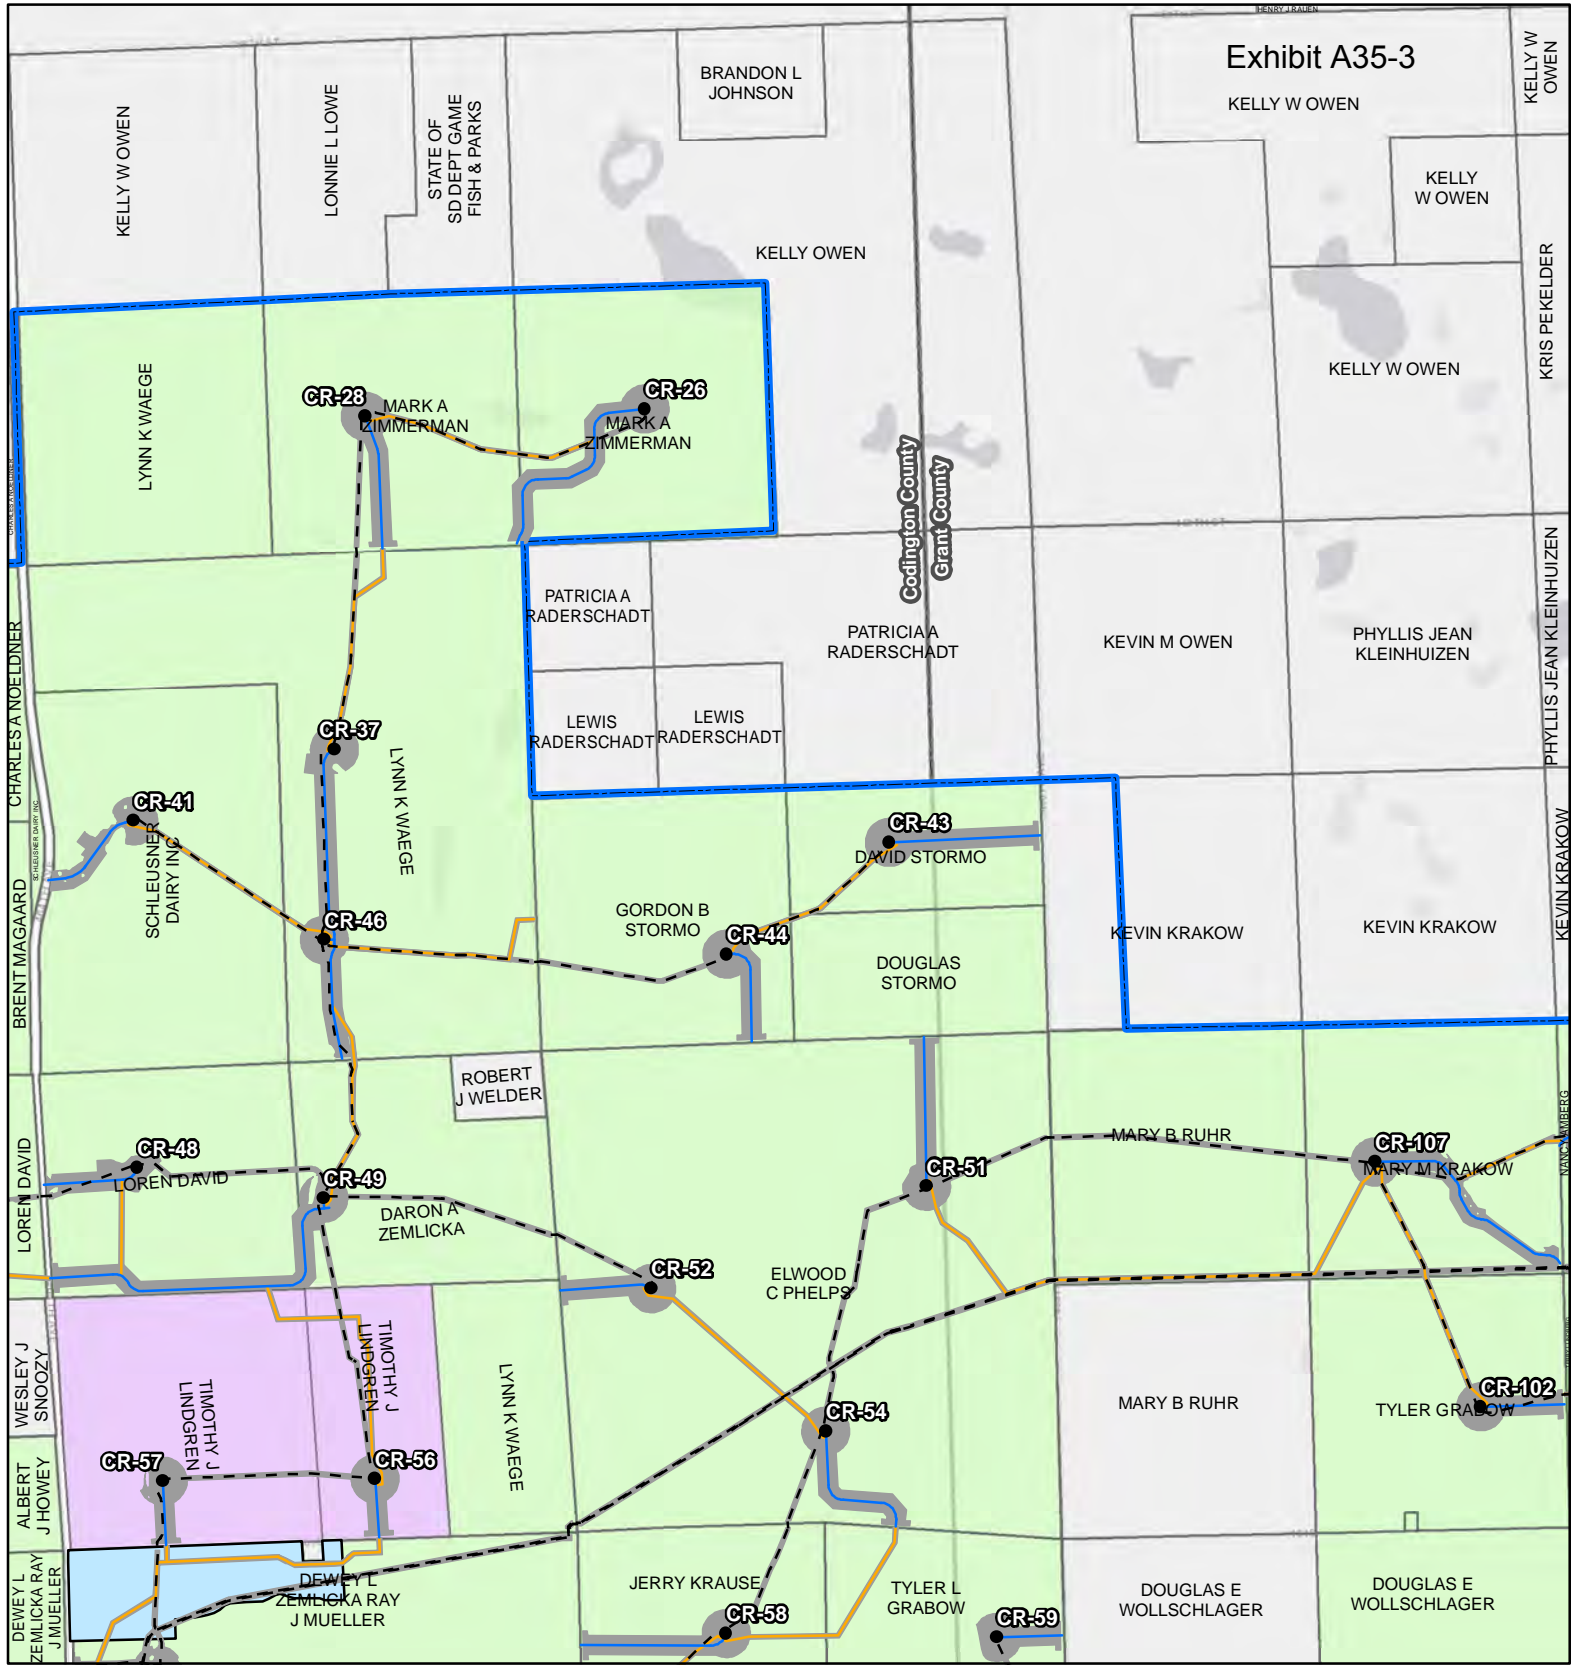 HENRY J RAUEN
Exhibit A35-3
KELLY W OWEN
KELLY W
OWEN
BRANDON L
JOHNSON
KELLY W OWEN
LONNIE L LOWE
STATE OF
SD DEPT GAME
FISH & PARKS
KELLY
W OWEN
KELLY OWEN
KRIS PEKELDER
KELLY W OWEN
LYNN K WAEGE
CR-28
MARK A
ZIMMERMAN
CR-26
MARK A
ZIMMERMAN
CHARLES A NOELDNER
Codington County
Grant County
PATRICIA A
RADERSCHADT
PATRICIA A
RADERSCHADT
KEVIN M OWEN
PHYLLIS JEAN
KLEINHUIZEN
PHYLLIS JEAN KLEINHUIZEN
CHARLES A NOELDNER
LEWIS
RADERSCHADT
LEWIS
RADERSCHADT
CR-37
LYNN K WAEGE
CR-41
SCHLEUSNER
DAIRY INC
SCHLEUSNER DAIRY INC
BRENT MAGAARD
CR-43
DAVID STORMO
CR-46
GORDON B
STORMO
CR-44
DOUGLAS
STORMO
KEVIN KRAKOW
KEVIN KRAKOW
KEVIN KRAKOW
ROBERT
J WELDER
LOREN DAVID
CR-48
LOREN DAVID
CR-49
DARON A
ZEMLICKA
CR-51
MARY B RUHR
CR-107
MARY M KRAKOW
CR-52
ELWOOD
C PHELPS
WESLEY J
SNOOZY
TIMOTHY J
LINDGREN
TIMOTHY J
LINDGREN
LYNN K WAEGE
CR-54
MARY B RUHR
CR-102
TYLER GRABOW
CR-57
CR-56
ALBERT
J HOWEY
DEWEY L
ZEMLICKA RAY
J MUELLER
DEWEY L
ZEMLICKA RAY
J MUELLER
JERRY KRAUSE
CR-58
TYLER L
GRABOW
CR-59
DOUGLAS E
WOLLSCHLAGER
DOUGLAS E
WOLLSCHLAGER